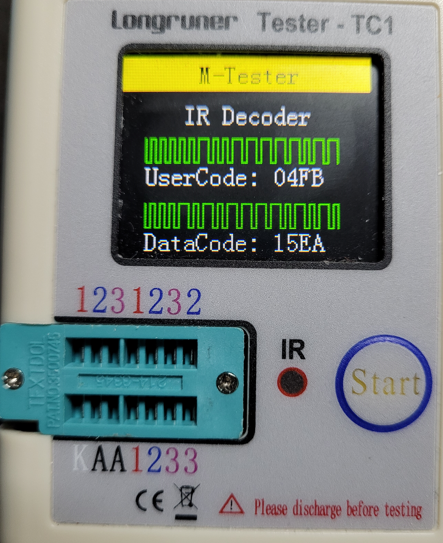 Longruner Tester - TC1
M-Tester
IR Decoder
UserCode: 04FB
DataCode: 15EA
1231232
IR
Start
TEXTOOL
KAA1233
CE
Please discharge before testing